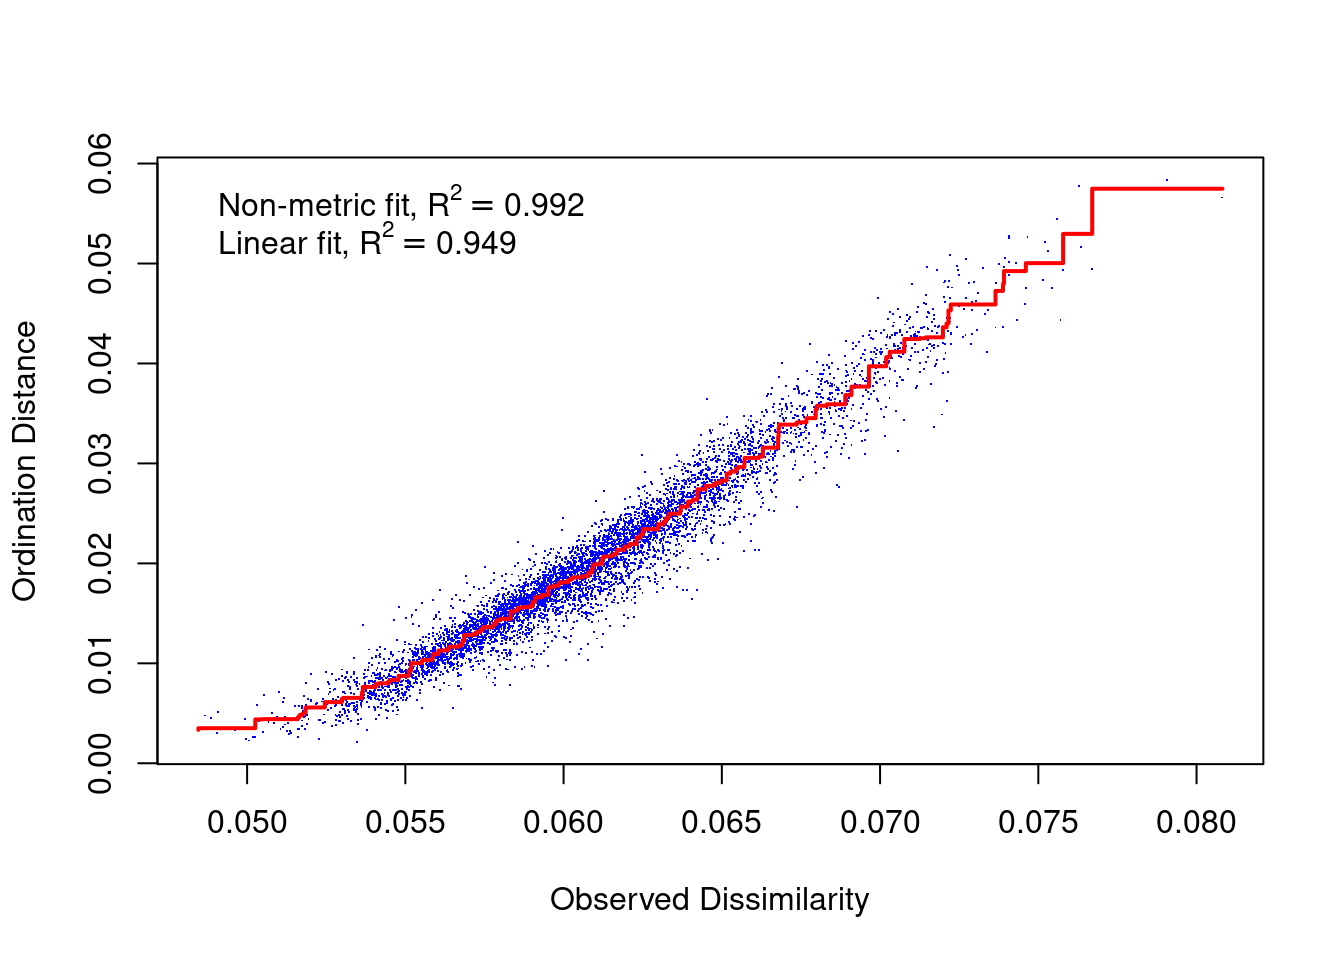 Non-metric fit, R² = 0.992
Linear fit, R² = 0.949
0.06
0.05
0.04
0.03
0.02
0.01
0.00
Ordination Distance
0.050 0.055 0.060 0.065 0.070 0.075 0.080
Observed Dissimilarity